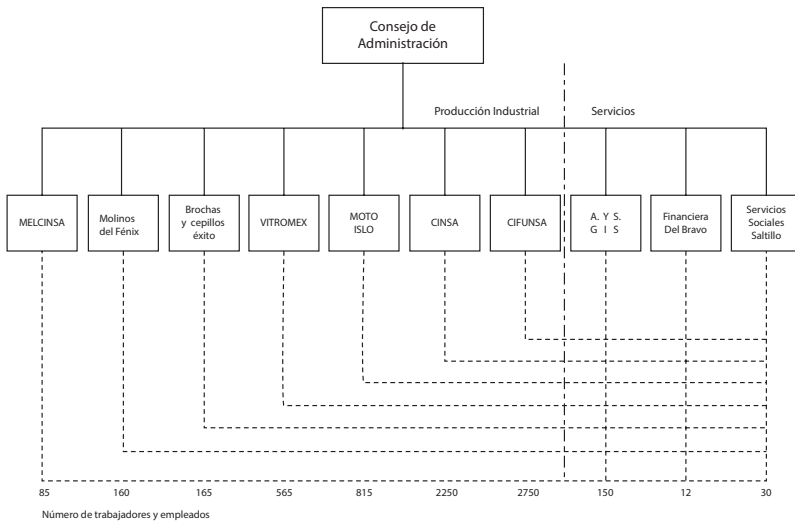 Consejo de
Administración
Producción Industrial
Servicios
MELCINSA
Molinos
del Fénix
Brochas
y cepillos
éxito
VITROMEX
MOTO
ISLO
CINSA
CIFUNSA
A. Y S.
G I S
Financiera
Del Bravo
Servicios
Sociales
Saltillo
85 160 165 565 815 2250 2750 150 12 30
Número de trabajadores y empleados